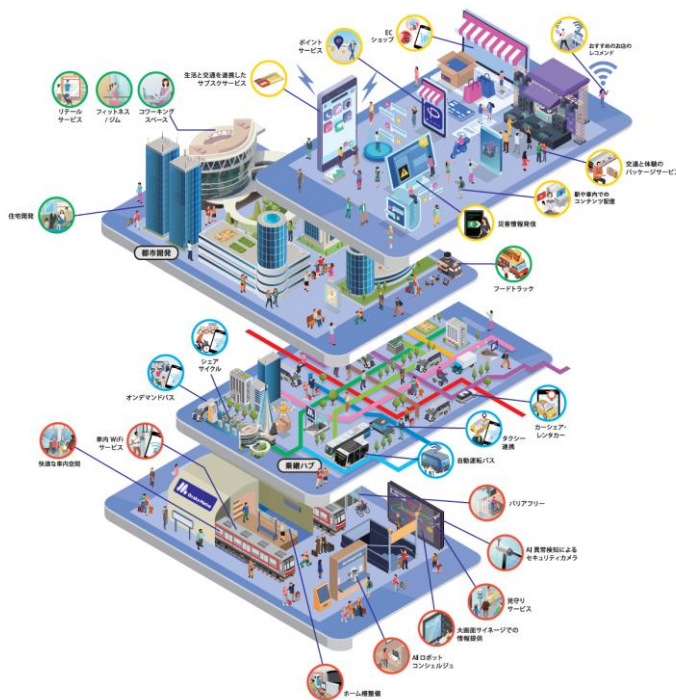 ポイント
サービス
EC
ショップ
おすすめのお店の
レコメンド
生活と交通を連携した
サブスクサービス
リテール
サービス
フィットネス
/ジム
コワーキング
スペース
交通と体験の
パッケージサービス
駅や車内での
コンテンツ配信
住宅開発
災害情報発信
都市開発
フードトラック
シェア
サイクル
オンデマンドバス
カーシェア・
レンタカー
タクシー
連携
自動運転バス
乗継ハブ
車内 WiFi
サービス
快適な車内空間
バリアフリー
Osaka Metro
AI 異常検知による
セキュリティカメラ
見守り
サービス
大画面サイネージでの
情報提供
AI ロボット
コンシェルジュ
ホーム柵整備